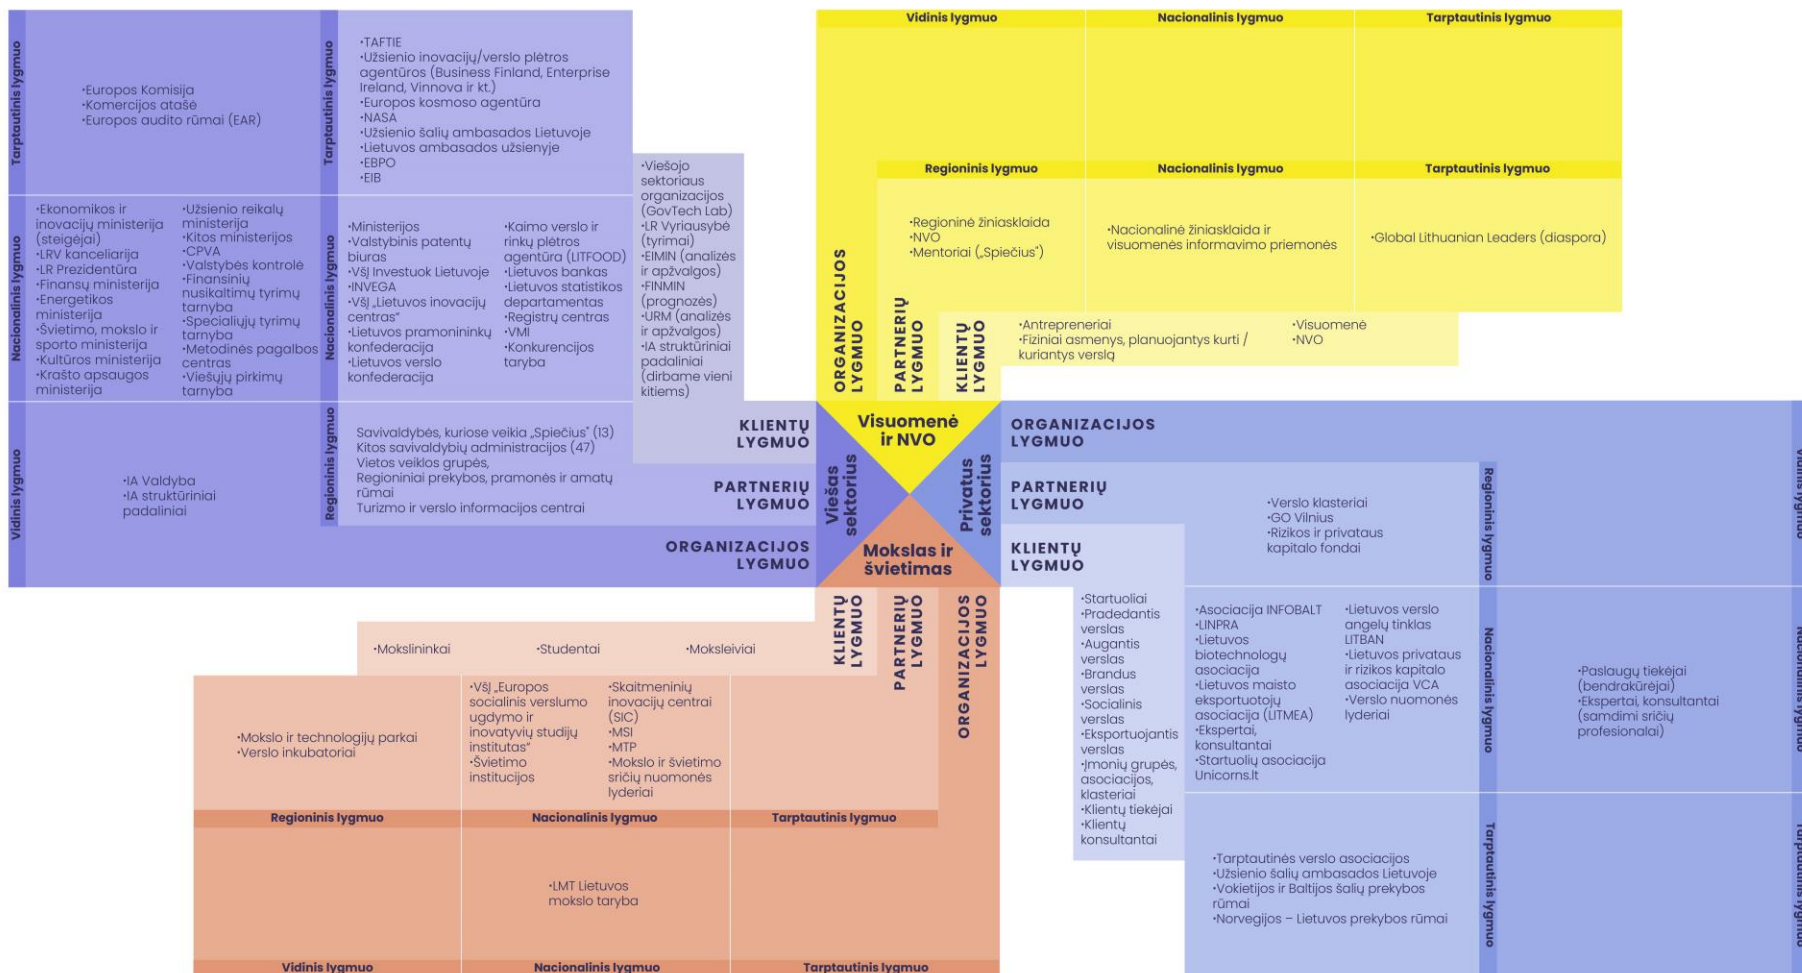 Tarptautinis lygmuo
•Europos Komisija
•Komercijos atašė
•Europos audito rūmai (EAR)
Tarptautinis lygmuo
•TAFTIE
•Užsienio inovacijų/verslo plėtros
agentūros (Business Finland, Enterprise
Ireland, Vinnova ir kt.)
•Europos kosmoso agentūra
•NASA
•Užsienio šalių ambasados Lietuvoje
•Lietuvos ambasados užsienyje
•EBPO
•EIB
Nacionalinis lygmuo
•Ekonomikos ir
inovacijų ministerija
(steigėjai)
•LRV kanceliarija
•LR Prezidentūra
•Finansų ministerija
•Energetikos
ministerija
•Švietimo, mokslo ir
sporto ministerija
•Kultūros ministerija
•Krašto apsaugos
ministerija
•Užsienio reikalų
ministerija
•Kitos ministerijos
•CPVA
•Valstybės kontrolė
•Finansinių
nusikaltimų tyrimų
tarnyba
•Specialiųjų tyrimų
tarnyba
•Metodinės pagalbos
centras
•Viešųjų pirkimų
tarnyba
Nacionalinis lygmuo
•Ministerijos
•Valstybinis patentų
biuras
•VšĮ Investuok Lietuvoje
•INVEGA
•VšĮ „Lietuvos inovacijų
centras“
•Lietuvos pramonininkų
konfederacija
•Lietuvos verslo
konfederacija
•Kaimo verslo ir
rinkų plėtros
agentūra (LITFOOD)
•Lietuvos bankas
•Lietuvos statistikos
departamentas
•Registrų centras
•VMI
•Konkurencijos
taryba
•Viešojo
sektoriaus
organizacijos
(GovTech Lab)
•LR Vyriausybė
(tyrimai)
•EIMIN (analizės
ir apžvalgos)
•FINMIN
(prognozės)
•URM (analizės
ir apžvalgos)
•IA struktūriniai
padaliniai
(dirbame vieni
kitiems)
Vidinis lygmuo
•IA Valdyba
•IA struktūriniai
padaliniai
Regioninis lygmuo
Savivaldybės, kuriose veikia „Spiečius“ (13)
Kitos savivaldybių administracijos (47)
Vietos veiklos grupės,
Regioniniai prekybos, pramonės ir amatų
rūmai
Turizmo ir verslo informacijos centrai
KLIENTŲ
LYGMUO
PARTNERIŲ
LYGMUO
ORGANIZACIJOS
LYGMUO
Viešas
sektorius
Vidinis lygmuo
Nacionalinis lygmuo
Tarptautinis lygmuo
Regioninis lygmuo
Nacionalinis lygmuo
Tarptautinis lygmuo
•Regioninė žiniasklaida
•NVO
•Mentoriai („Spiečius“)
•Nacionalinė žiniasklaida ir
visuomenės informavimo priemonės
•Global Lithuanian Leaders (diaspora)
ORGANIZACIJOS
LYGMUO
PARTNERIŲ
LYGMUO
KLIENTŲ
LYGMUO
•Antrepreneriai
•Fiziniai asmenys, planuojantys kurti /
kuriantys verslą
•Visuomenė
•NVO
Visuomenė
ir NVO
Privatus
sektorius
ORGANIZACIJOS
LYGMUO
PARTNERIŲ
LYGMUO
KLIENTŲ
LYGMUO
•Verslo klasteriai
•GO Vilnius
•Rizikos ir privataus
kapitalo fondai
Regioninis lygmuo
Vidinis lygmuo
•Startuoliai
•Pradedantis
verslas
•Augantis
verslas
•Brandus
verslas
•Socialinis
verslas
•Eksportuojantis
verslas
•Įmonių grupės,
asociacijos,
klasteriai
•Klientų tiekėjai
•Klientų
konsultantai
•Asociacija INFOBALT
•LINPRA
•Lietuvos
biotechnologų
asociacija
•Lietuvos maisto
eksportuotojų
asociacija (LITMEA)
•Ekspertai,
konsultantai
•Startuolių asociacija
Unicorns.lt
•Lietuvos verslo
angelų tinklas
LITBAN
•Lietuvos privataus
ir rizikos kapitalo
asociacija VCA
•Verslo nuomonės
lyderiai
Nacionalinis lygmuo
•Paslaugų tiekėjai
(bendrakūrėjai)
•Ekspertai, konsultantai
(samdimi sričių
profesionalai)
Nacionalinis lygmuo
•Tarptautinės verslo asociacijos
•Užsienio šalių ambasados Lietuvoje
•Vokietijos ir Baltijos šalių prekybos
rūmai
•Norvegijos – Lietuvos prekybos rūmai
Tarptautinis lygmuo
Tarptautinis lygmuo
Mokslas ir
švietimas
KLIENTŲ
LYGMUO
PARTNERIŲ
LYGMUO
ORGANIZACIJOS
LYGMUO
•Mokslininkai
•Studentai
•Moksleiviai
•Mokslo ir technologijų parkai
•Verslo inkubatoriai
•VšĮ „Europos
socialinis verslumo
ugdymo ir
inovatyvių studijų
institutas“
•Švietimo
institucijos
•Skaitmeninių
inovacijų centrai
(SIC)
•MSI
•MTP
•Mokslo ir švietimo
sričių nuomonės
lyderiai
Regioninis lygmuo
Nacionalinis lygmuo
Tarptautinis lygmuo
•LMT Lietuvos
mokslo taryba
Vidinis lygmuo
Nacionalinis lygmuo
Tarptautinis lygmuo